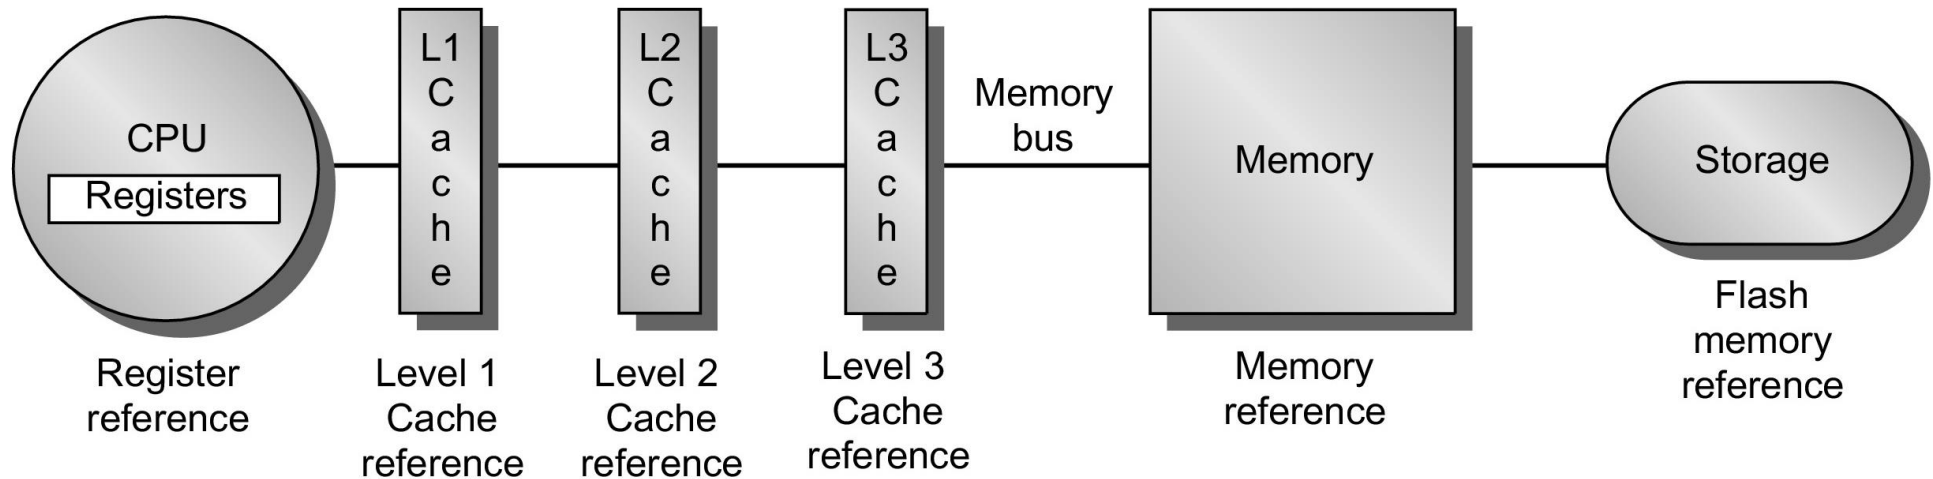 CPU
Registers
Register
reference
L1
C
a
c
h
e
Level 1
Cache
reference
L2
C
a
c
h
e
Level 2
Cache
reference
L3
C
a
c
h
e
Level 3
Cache
reference
Memory
bus
Memory
Memory
reference
Storage
Flash
memory
reference